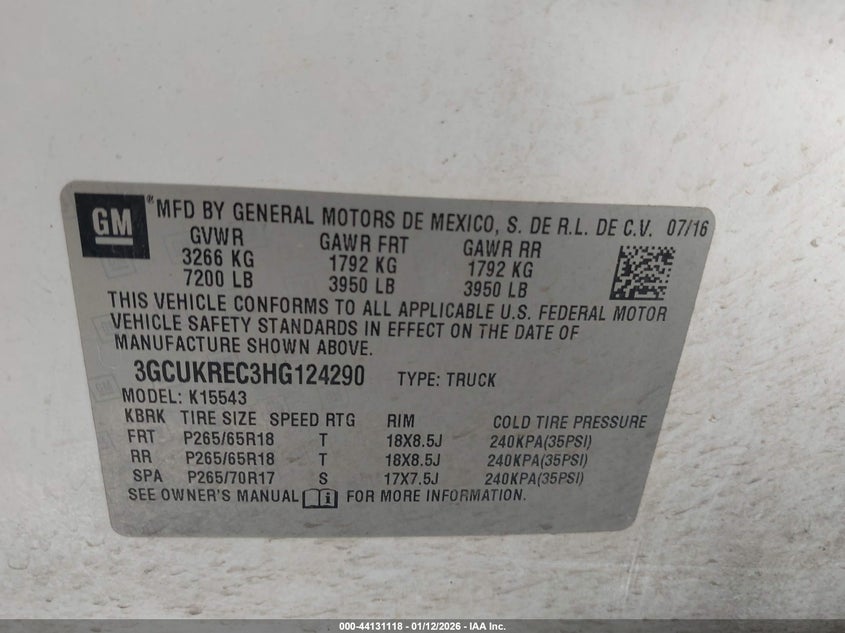 GM ® MFD BY GENERAL MOTORS DE MEXICO, S. DE R.L. DE C.V. 07/16
GVWR GAWR FRT GAWR RR
3266 KG 1792 KG 1792 KG
7200 LB 3950 LB 3950 LB
THIS VEHICLE CONFORMS TO ALL APPLICABLE U.S. FEDERAL MOTOR
VEHICLE SAFETY STANDARDS IN EFFECT ON THE DATE OF
MANUFACTURE SHOWN ABOVE.
3GCUKREC3HG124290 TYPE: TRUCK
MODEL: K15543
KBRK TIRE SIZE SPEED RTG RIM COLD TIRE PRESSURE
FRT P265/65R18 T 18X8.5J 240KPA(35PSI)
RR P265/65R18 T 18X8.5J 240KPA(35PSI)
SPA P265/70R17 S 17X7.5J 240KPA(35PSI)
SEE OWNER'S MANUAL i FOR MORE INFORMATION.
000-44131118 - 01/12/2026 - IAA Inc.